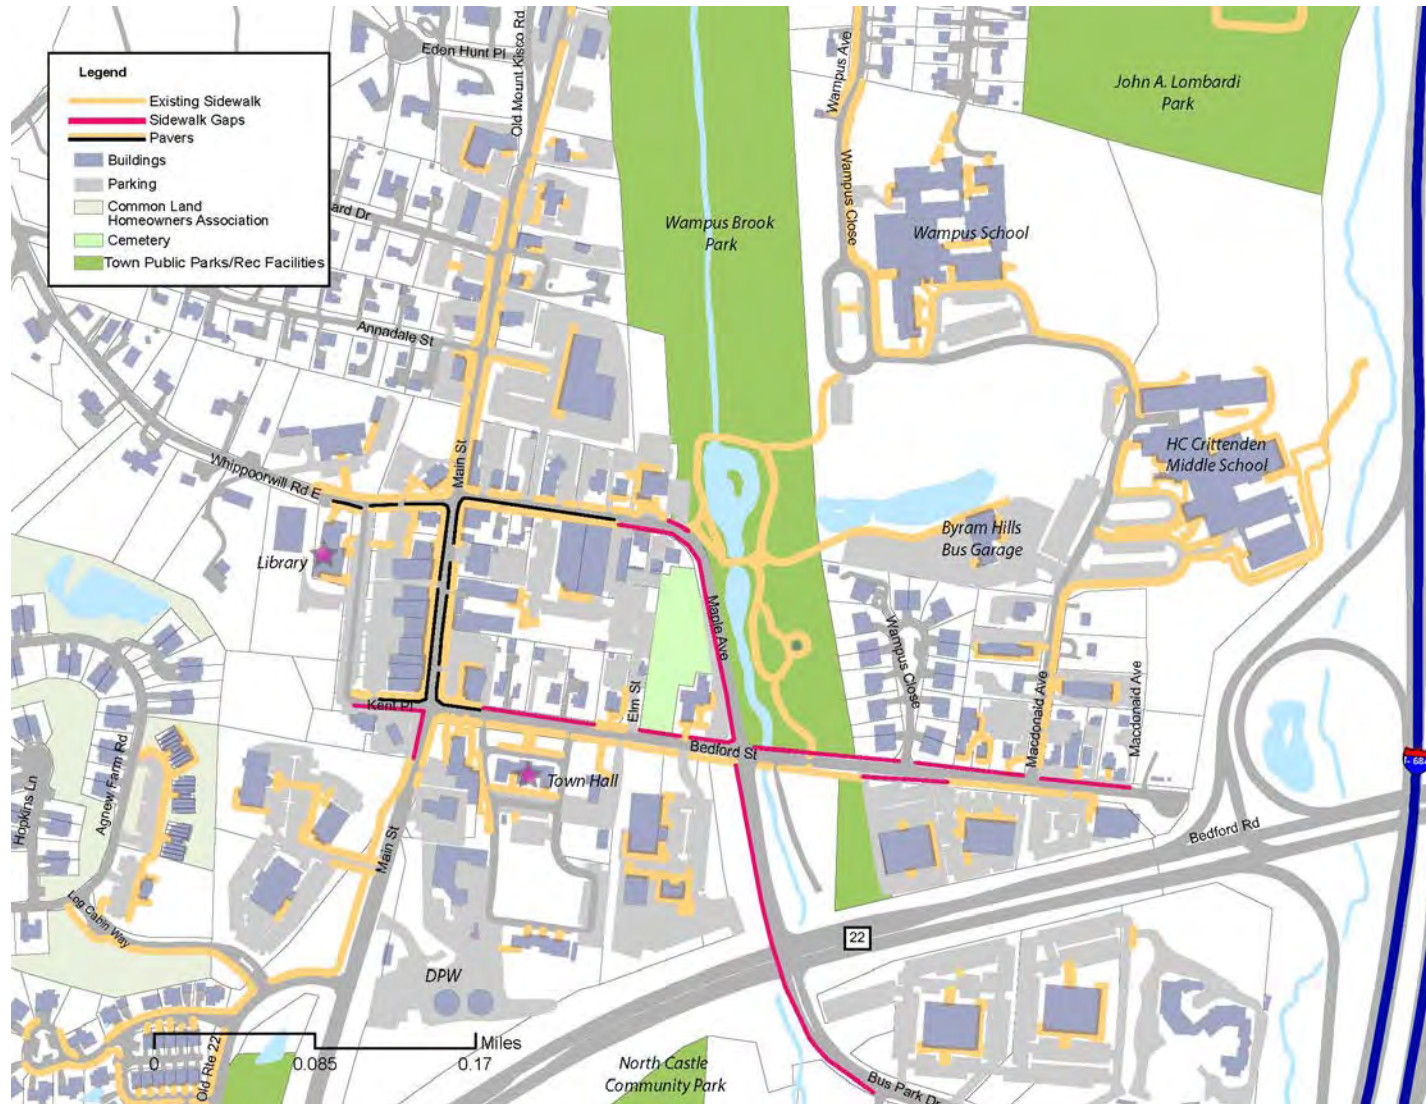 Eden Hunt Pl
Old Mount Kisco Rd
Wampus Ave
John A. Lombardi
Park
Legend
Existing Sidewalk
Sidewalk Gaps
Pavers
Buildings
Parking
Common Land
Homeowners Association
Cemetery
Town Public Parks/Rec Facilities
ard Dr
Wampus Close
Wampus Brook
Park
Wampus School
Annadale St
Main St
Whippoorwill Rd E
HC Crittenden
Middle School
Byram Hills
Bus Garage
Library
Maple Ave
Wampus Close
Elm St
Kent Pl
Macdonald Ave
Macdonald Ave
Bedford St
Town Hall
Agnew Farm Rd
Hopkins Ln
Main St
Bedford Rd
I-684
Log Cabin Way
22
DPW
Old Rte 22
Miles
0
0.085
0.17
North Castle
Community Park
Bus Park Dr